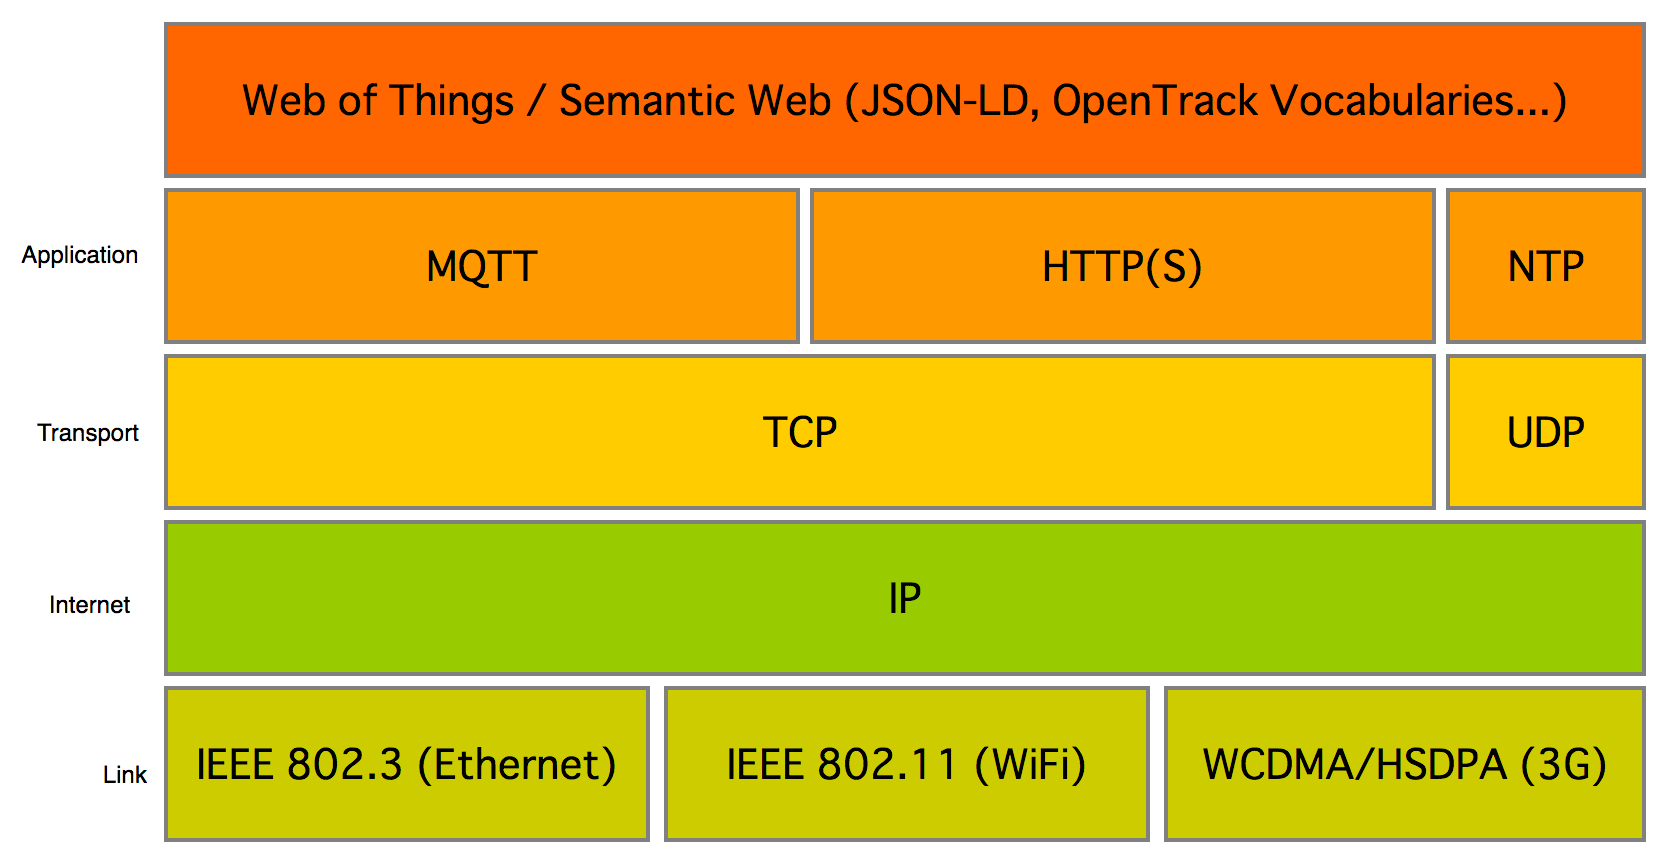 Web of Things / Semantic Web (JSON-LD, OpenTrack Vocabularies...)
Application
MQTT
HTTP(S)
NTP
Transport
TCP
UDP
Internet
IP
Link
IEEE 802.3 (Ethernet)
IEEE 802.11 (WiFi)
WCDMA/HSDPA (3G)